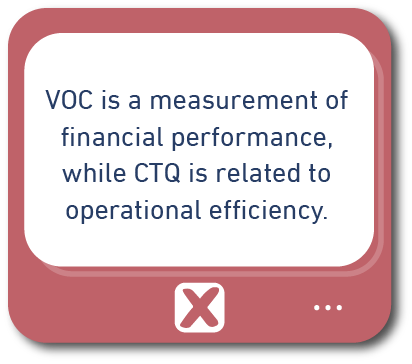 VOC is a measurement of
financial performance,
while CTQ is related to
operational efficiency.